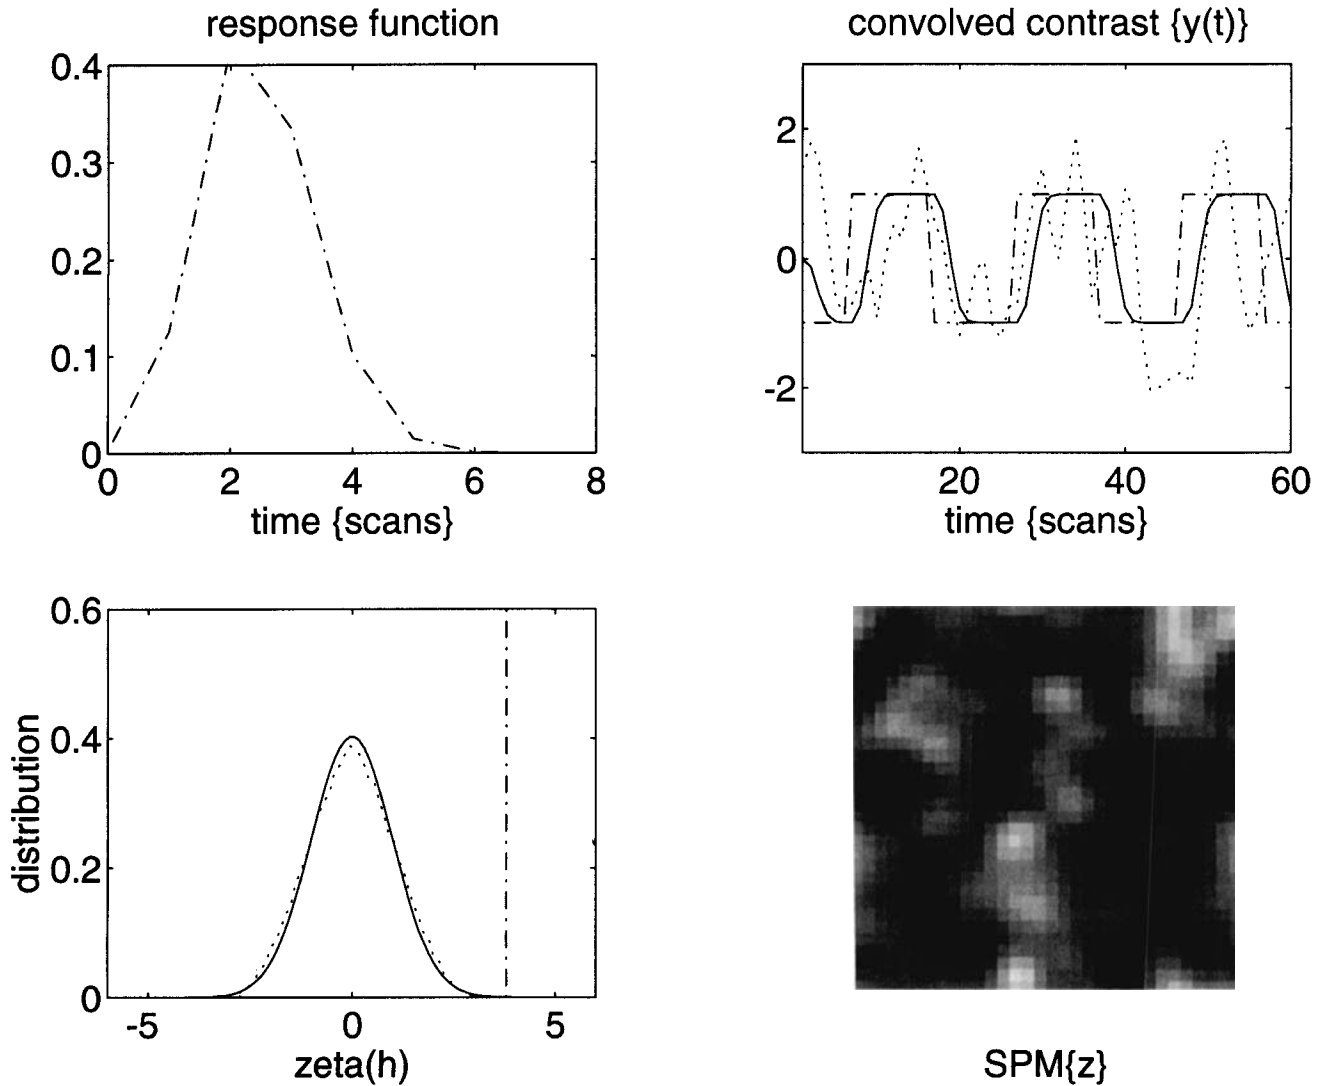 response function
0.4
0.3
0.2
0.1
0
0 2 4 6 8
time {scans}
convolved contrast {y(t)}
2
0
-2
20 40 60
time {scans}
0.6
0.4
0.2
0
distribution
-5 0 5
zeta(h)
SPM{z}